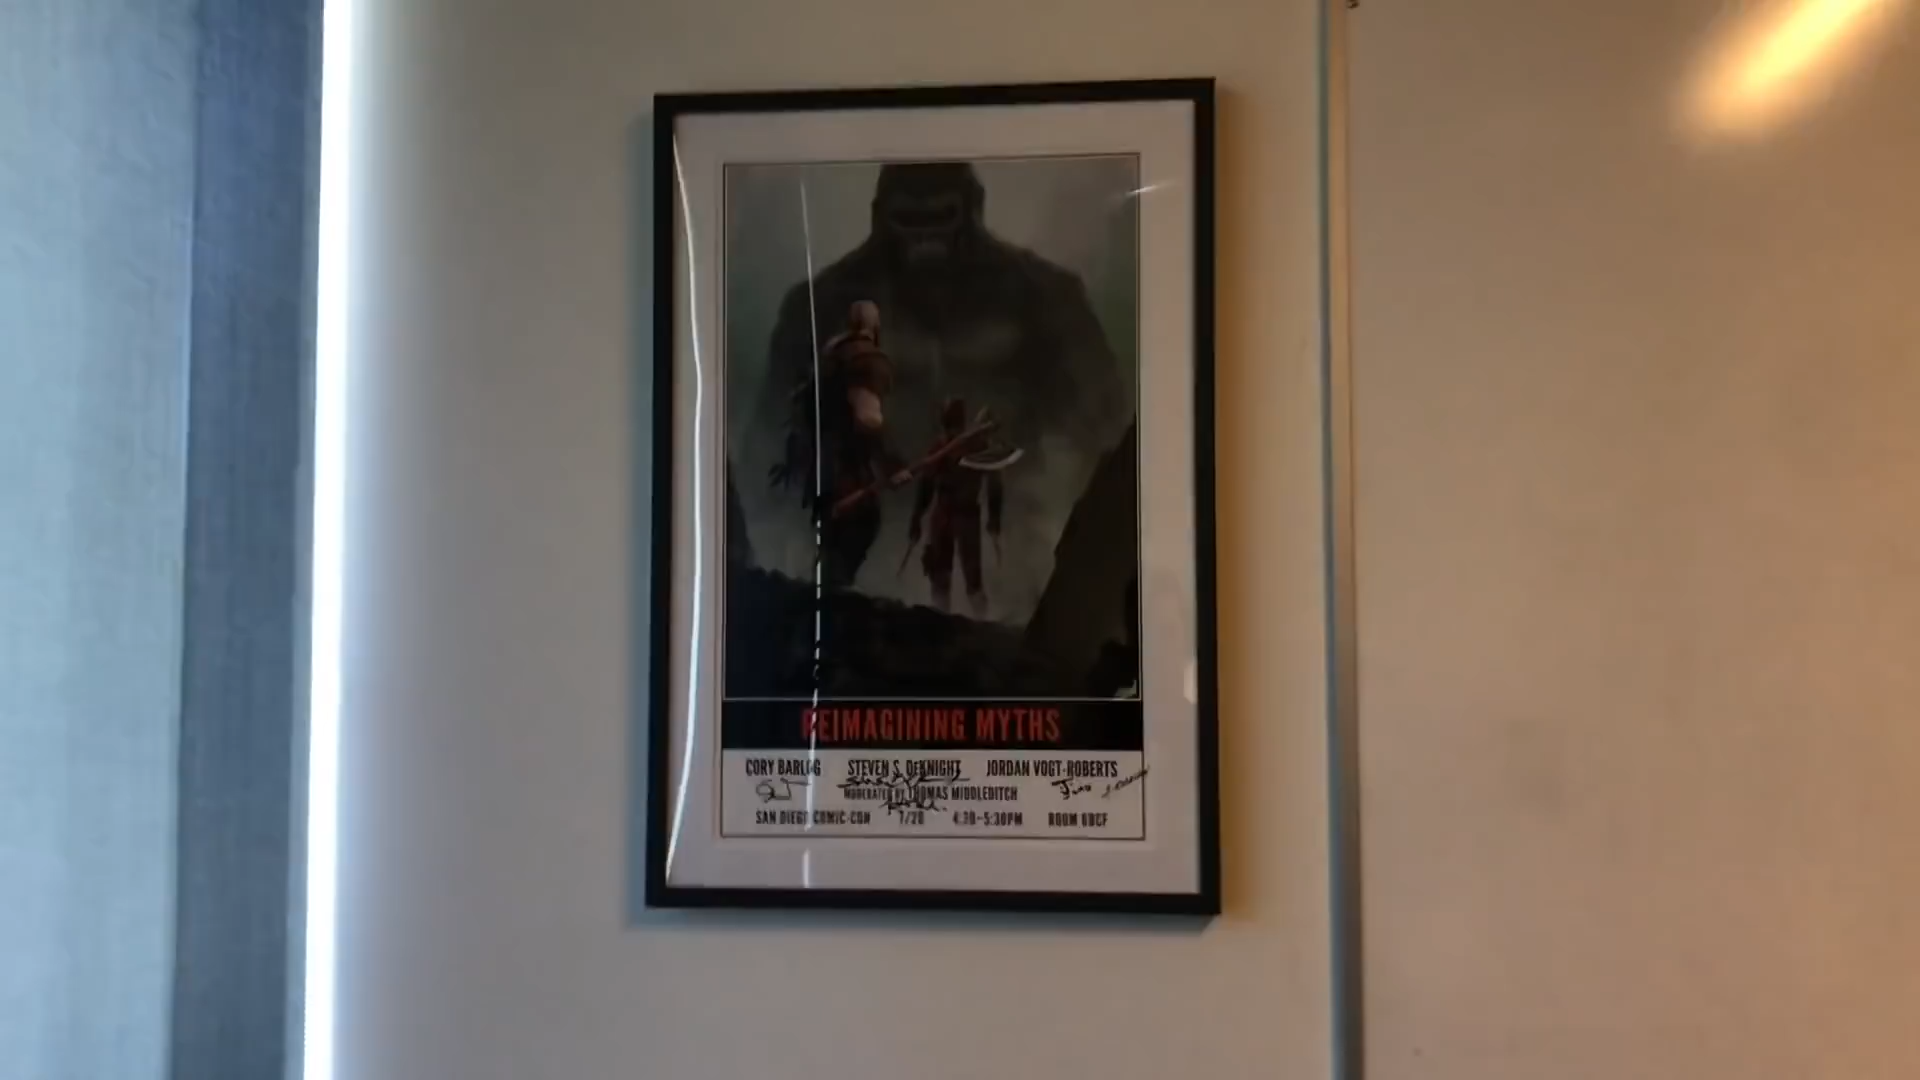 REIMAGINING MYTHS
CORY BARLOG STEVEN S. DeKNIGHT JORDAN VOGT-ROBERTS
MODERATED BY THOMAS MIDDLEDITCH
SAN DIEGO COMIC-CON 7/20 4:30-5:30PM ROOM 6BCF